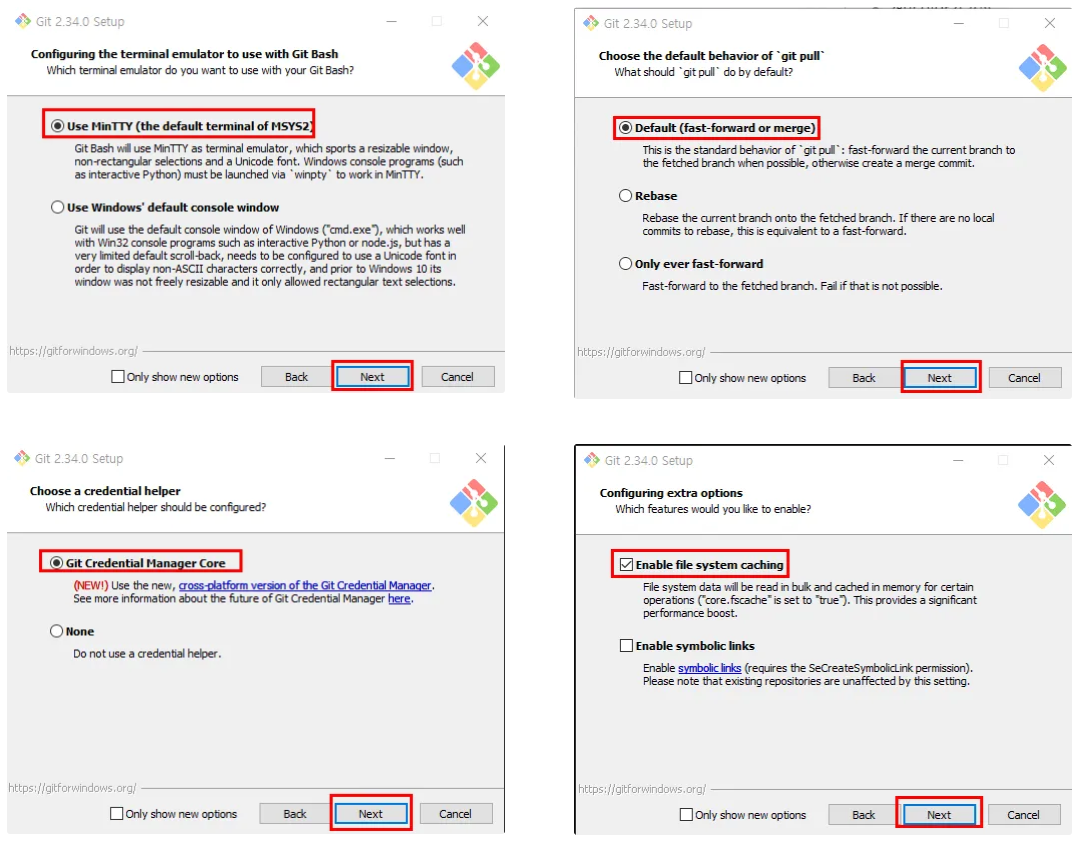 Git 2.34.0 Setup
Configuring the terminal emulator to use with Git Bash
Which terminal emulator do you want to use with your Git Bash?
Use MinTTY (the default terminal of MSYS2)
Git Bash will use MinTTY as terminal emulator, which sports a resizable window,
non-rectangular selections and a Unicode font. Windows console programs (such
as interactive Python) must be launched via `winpty` to work in MinTTY.
Use Windows' default console window
Git will use the default console window of Windows ("cmd.exe"), which works well
with Win32 console programs such as interactive Python or node.js, but has a
very limited default scroll-back, needs to be configured to use a Unicode font in
order to display non-ASCII characters correctly, and prior to Windows 10 its
window was not freely resizable and it only allowed rectangular text selections.
https://gitforwindows.org/
Only show new options
Back
Next
Cancel
Git 2.34.0 Setup
Choose the default behavior of `git pull`
What should `git pull` do by default?
Default (fast-forward or merge)
This is the standard behavior of `git pull`: fast-forward the current branch to
the fetched branch when possible, otherwise create a merge commit.
Rebase
Rebase the current branch onto the fetched branch. If there are no local
commits to rebase, this is equivalent to a fast-forward.
Only ever fast-forward
Fast-forward to the fetched branch. Fail if that is not possible.
https://gitforwindows.org/
Only show new options
Back
Next
Cancel
Git 2.34.0 Setup
Choose a credential helper
Which credential helper should be configured?
Git Credential Manager Core
(NEW!) Use the new, cross-platform version of the Git Credential Manager.
See more information about the future of Git Credential Manager here.
None
Do not use a credential helper.
https://gitforwindows.org/
Only show new options
Back
Next
Cancel
Git 2.34.0 Setup
Configuring extra options
Which features would you like to enable?
Enable file system caching
File system data will be read in bulk and cached in memory for certain
operations ("core.fscache" is set to "true"). This provides a significant
performance boost.
Enable symbolic links
Enable symbolic links (requires the SeCreateSymbolicLink permission).
Please note that existing repositories are unaffected by this setting.
https://gitforwindows.org/
Only show new options
Back
Next
Cancel